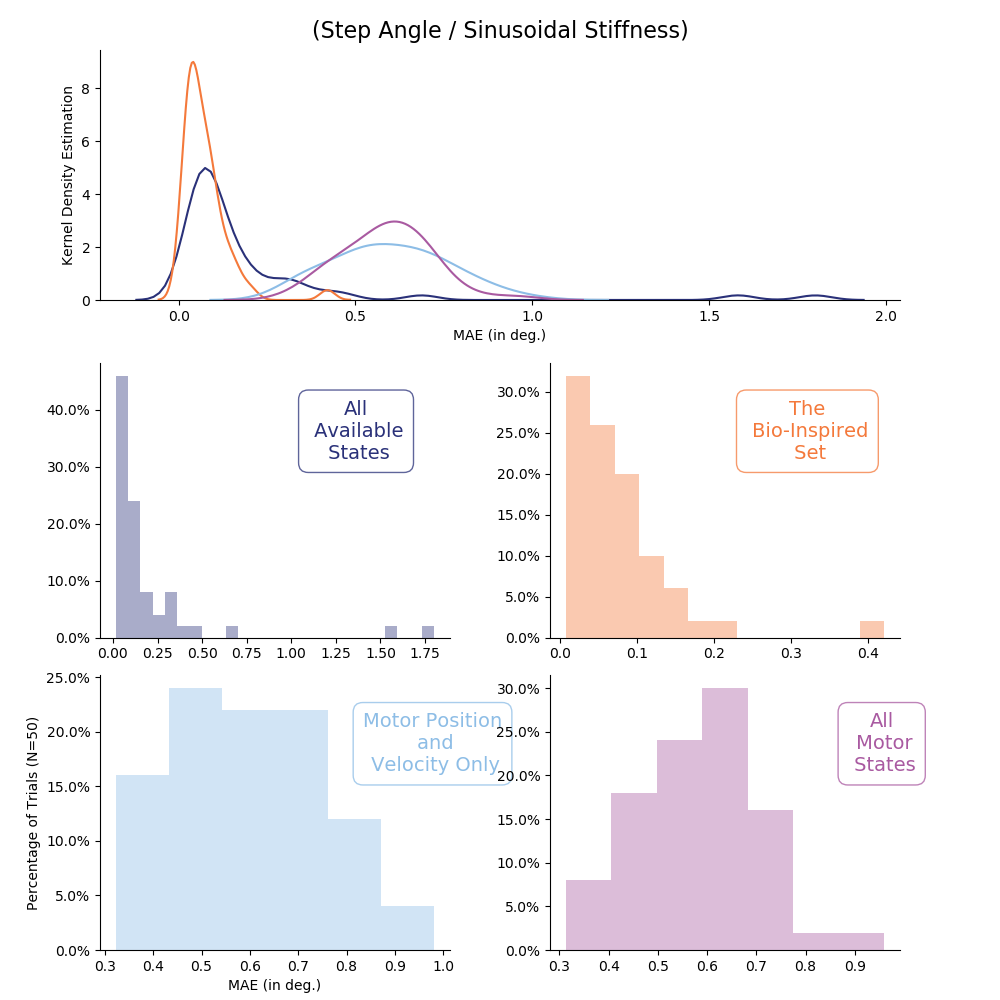 (Step Angle / Sinusoidal Stiffness)
Kernel Density Estimation
8
6
4
2
0
0.0 0.5 1.0 1.5 2.0
MAE (in deg.)
All
Available
States
40.0%
30.0%
20.0%
10.0%
0.0%
0.00 0.25 0.50 0.75 1.00 1.25 1.50 1.75
The
Bio-Inspired
Set
30.0%
25.0%
20.0%
15.0%
10.0%
5.0%
0.0%
0.0 0.1 0.2 0.3 0.4
Percentage of Trials (N=50)
Motor Position
and
Velocity Only
25.0%
20.0%
15.0%
10.0%
5.0%
0.0%
0.3 0.4 0.5 0.6 0.7 0.8 0.9 1.0
MAE (in deg.)
All
Motor
States
30.0%
25.0%
20.0%
15.0%
10.0%
5.0%
0.0%
0.3 0.4 0.5 0.6 0.7 0.8 0.9